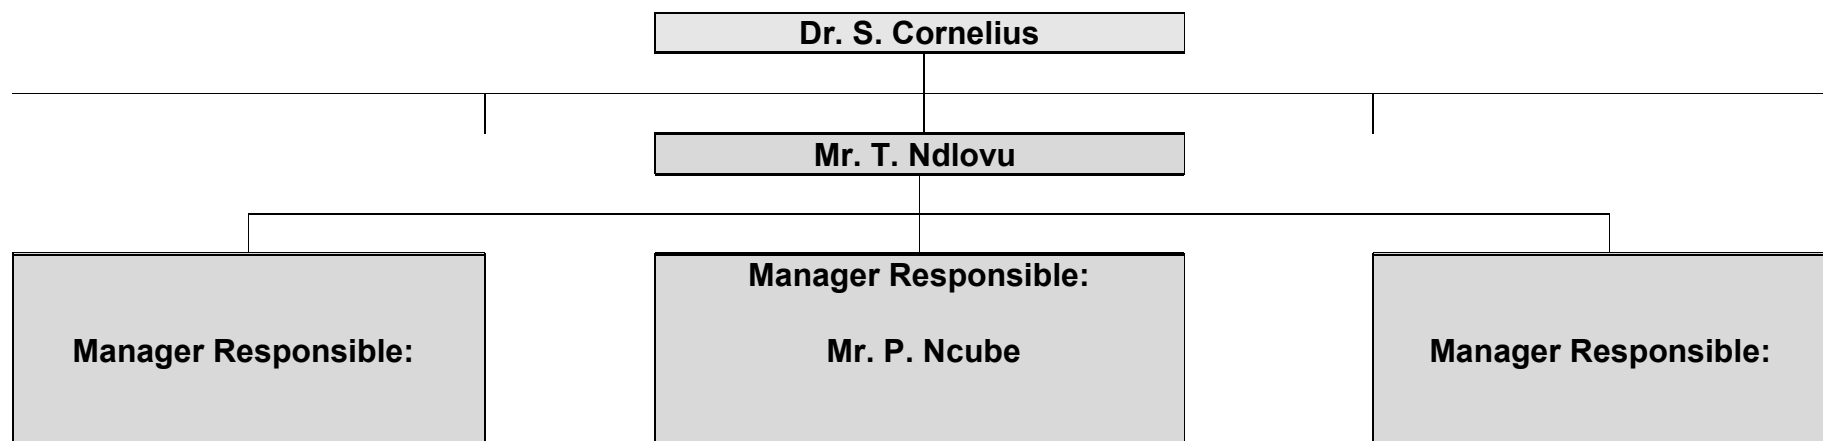 Dr. S. Cornelius
Mr. T. Ndlovu
Manager Responsible:
Manager Responsible:
Mr. P. Ncube
Manager Responsible: